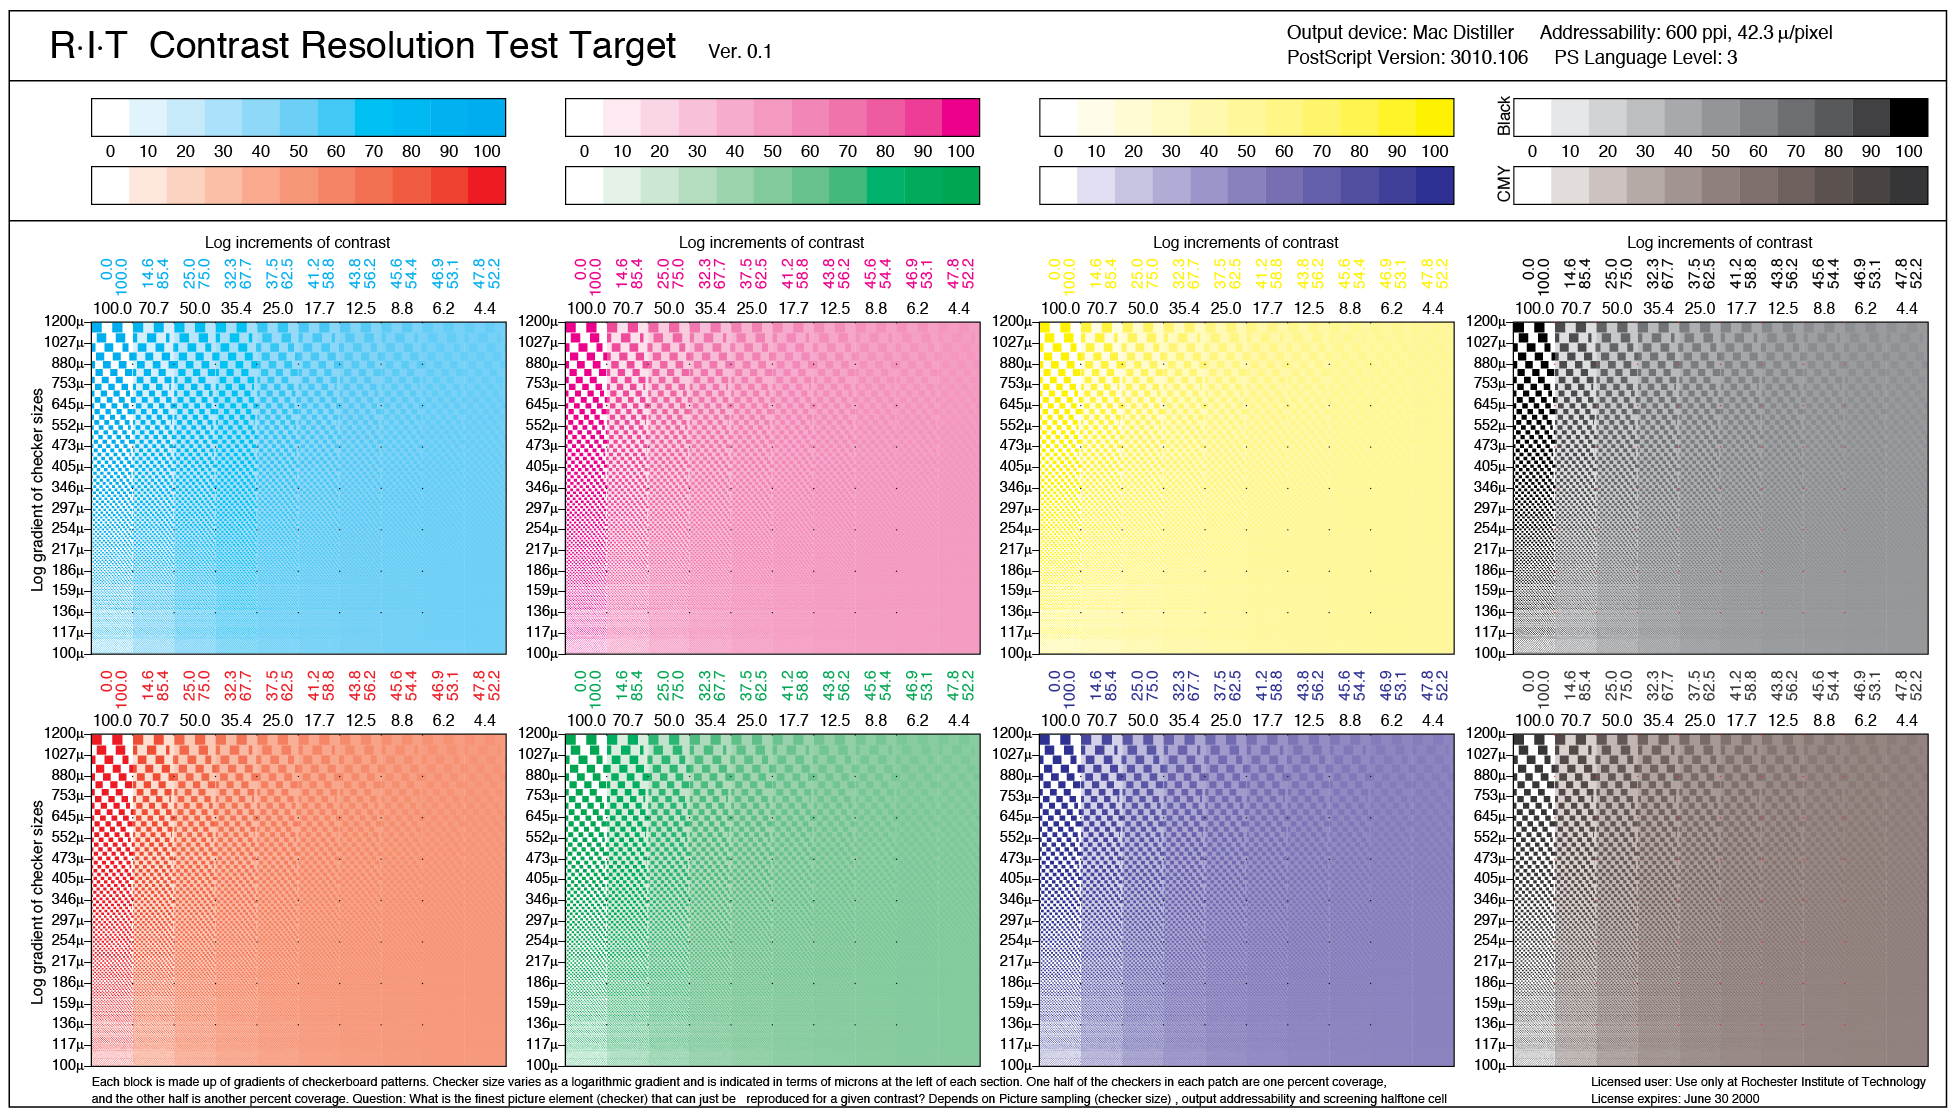 R·I·T Contrast Resolution Test Target Ver. 0.1
Output device: Mac Distiller Addressability: 600 ppi, 42.3 µ/pixel
PostScript Version: 3010.106 PS Language Level: 3
Black
0 10 20 30 40 50 60 70 80 90 100 0 10 20 30 40 50 60 70 80 90 100 0 10 20 30 40 50 60 70 80 90 100 0 10 20 30 40 50 60 70 80 90 100
CMY
Log increments of contrast Log increments of contrast Log increments of contrast Log increments of contrast
0.0 14.6 25.0 32.3 37.5 41.2 43.8 45.6 46.9 47.8 0.0 14.6 25.0 32.3 37.5 41.2 43.8 45.6 46.9 47.8 0.0 14.6 25.0 32.3 37.5 41.2 43.8 45.6 46.9 47.8 0.0 14.6 25.0 32.3 37.5 41.2 43.8 45.6 46.9 47.8
100.0 85.4 75.0 67.7 62.5 58.8 56.2 54.4 53.1 52.2 100.0 85.4 75.0 67.7 62.5 58.8 56.2 54.4 53.1 52.2 100.0 85.4 75.0 67.7 62.5 58.8 56.2 54.4 53.1 52.2 100.0 85.4 75.0 67.7 62.5 58.8 56.2 54.4 53.1 52.2
100.0 70.7 50.0 35.4 25.0 17.7 12.5 8.8 6.2 4.4 100.0 70.7 50.0 35.4 25.0 17.7 12.5 8.8 6.2 4.4 100.0 70.7 50.0 35.4 25.0 17.7 12.5 8.8 6.2 4.4 100.0 70.7 50.0 35.4 25.0 17.7 12.5 8.8 6.2 4.4
Log gradient of checker sizes
1200µ 1200µ 1200µ 1200µ
1027µ 1027µ 1027µ 1027µ
880µ 880µ 880µ 880µ
753µ 753µ 753µ 753µ
645µ 645µ 645µ 645µ
552µ 552µ 552µ 552µ
473µ 473µ 473µ 473µ
405µ 405µ 405µ 405µ
346µ 346µ 346µ 346µ
297µ 297µ 297µ 297µ
254µ 254µ 254µ 254µ
217µ 217µ 217µ 217µ
186µ 186µ 186µ 186µ
159µ 159µ 159µ 159µ
136µ 136µ 136µ 136µ
117µ 117µ 117µ 117µ
100µ 100µ 100µ 100µ
0.0 14.6 25.0 32.3 37.5 41.2 43.8 45.6 46.9 47.8 0.0 14.6 25.0 32.3 37.5 41.2 43.8 45.6 46.9 47.8 0.0 14.6 25.0 32.3 37.5 41.2 43.8 45.6 46.9 47.8 0.0 14.6 25.0 32.3 37.5 41.2 43.8 45.6 46.9 47.8
100.0 85.4 75.0 67.7 62.5 58.8 56.2 54.4 53.1 52.2 100.0 85.4 75.0 67.7 62.5 58.8 56.2 54.4 53.1 52.2 100.0 85.4 75.0 67.7 62.5 58.8 56.2 54.4 53.1 52.2 100.0 85.4 75.0 67.7 62.5 58.8 56.2 54.4 53.1 52.2
100.0 70.7 50.0 35.4 25.0 17.7 12.5 8.8 6.2 4.4 100.0 70.7 50.0 35.4 25.0 17.7 12.5 8.8 6.2 4.4 100.0 70.7 50.0 35.4 25.0 17.7 12.5 8.8 6.2 4.4 100.0 70.7 50.0 35.4 25.0 17.7 12.5 8.8 6.2 4.4
Log gradient of checker sizes
1200µ 1200µ 1200µ 1200µ
1027µ 1027µ 1027µ 1027µ
880µ 880µ 880µ 880µ
753µ 753µ 753µ 753µ
645µ 645µ 645µ 645µ
552µ 552µ 552µ 552µ
473µ 473µ 473µ 473µ
405µ 405µ 405µ 405µ
346µ 346µ 346µ 346µ
297µ 297µ 297µ 297µ
254µ 254µ 254µ 254µ
217µ 217µ 217µ 217µ
186µ 186µ 186µ 186µ
159µ 159µ 159µ 159µ
136µ 136µ 136µ 136µ
117µ 117µ 117µ 117µ
100µ 100µ 100µ 100µ
Each block is made up of gradients of checkerboard patterns. Checker size varies as a logarithmic gradient and is indicated in terms of microns at the left of each section. One half of the checkers in each patch are one percent coverage,
and the other half is another percent coverage. Question: What is the finest picture element (checker) that can just be reproduced for a given contrast? Depends on Picture sampling (checker size) , output addressability and screening halftone cell
Licensed user: Use only at Rochester Institute of Technology
License expires: June 30 2000